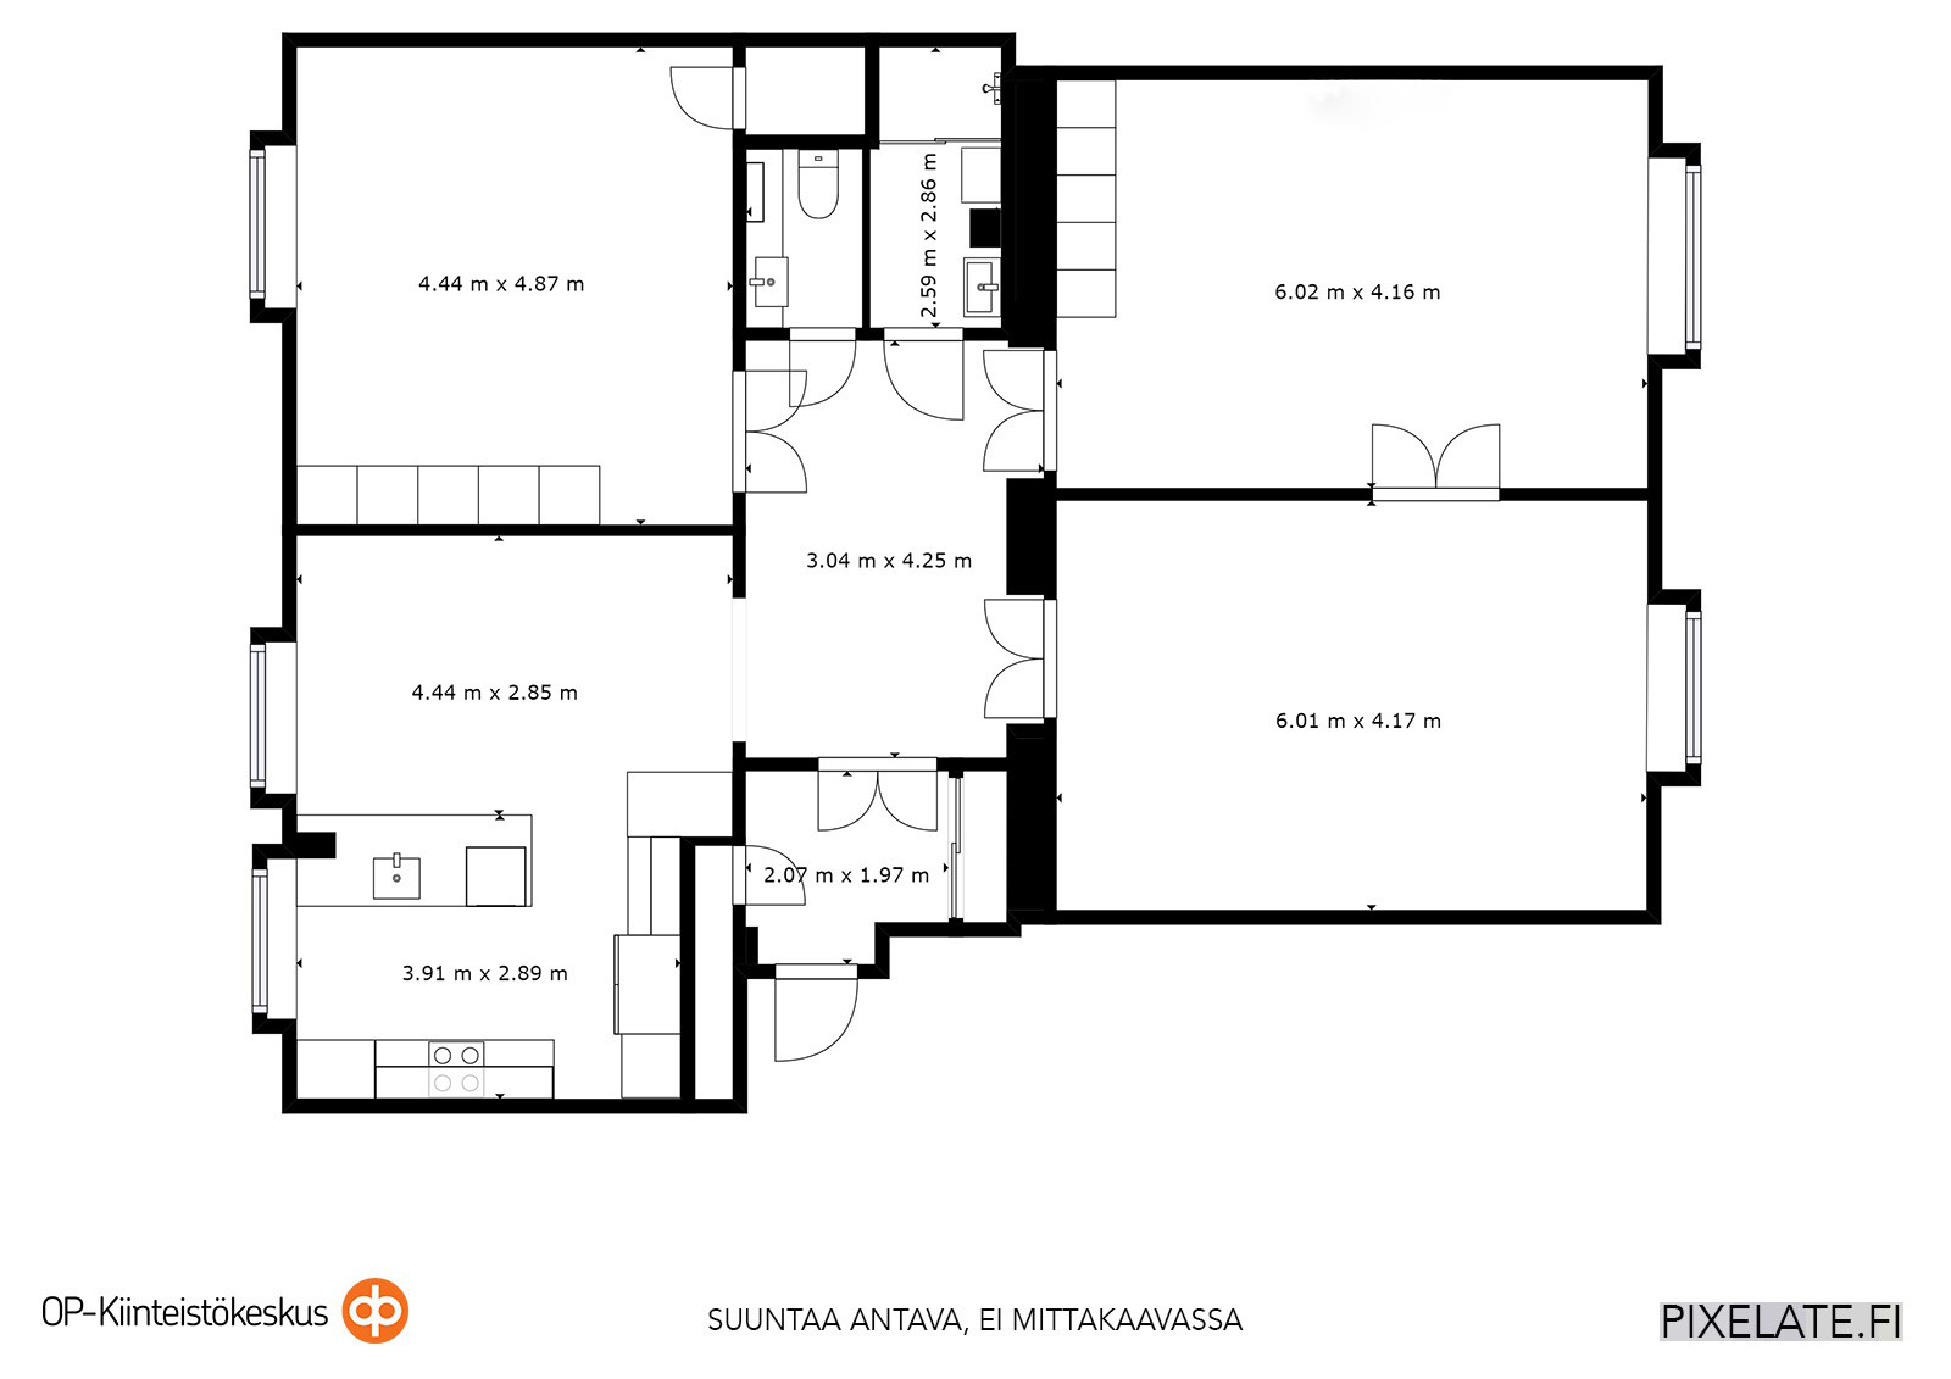 2.59 m x 2.86 m
4.44 m x 4.87 m
6.02 m x 4.16 m
3.04 m x 4.25 m
4.44 m x 2.85 m
6.01 m x 4.17 m
2.07 m x 1.97 m
3.91 m x 2.89 m
OP-Kiinteistökeskus
SUUNTAA ANTAVA, EI MITTAKAAVASSA
PIXELATE.FI